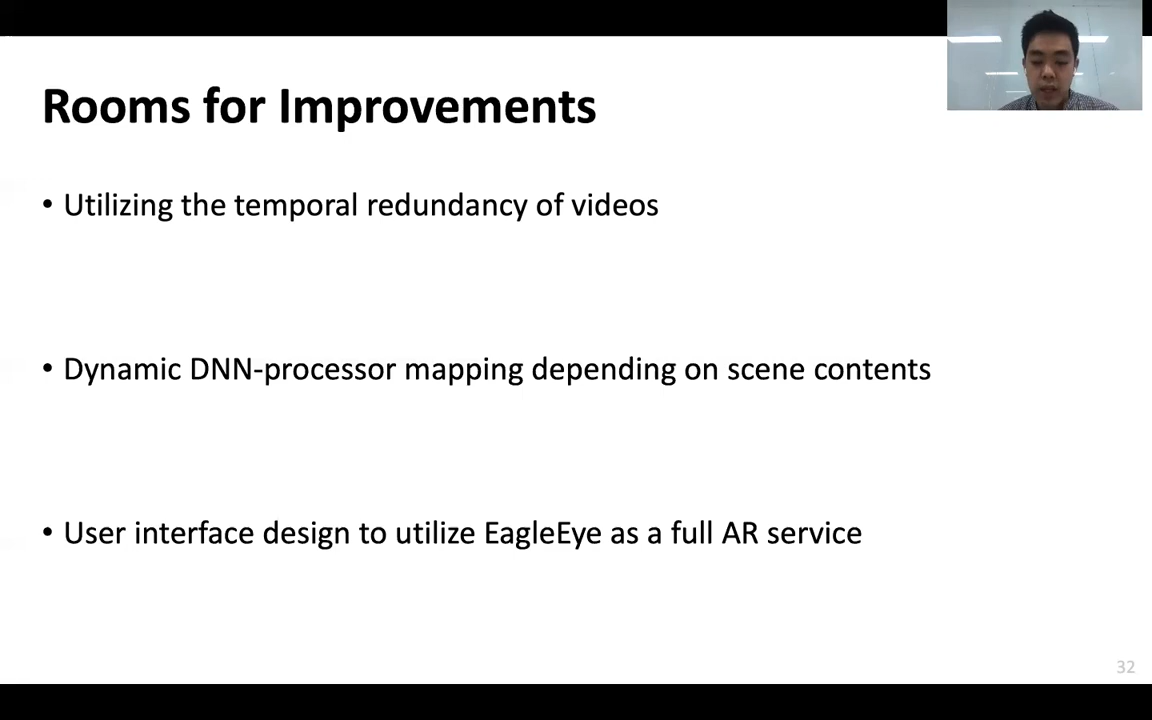 Rooms for Improvements
• Utilizing the temporal redundancy of videos
• Dynamic DNN-processor mapping depending on scene contents
• User interface design to utilize EagleEye as a full AR service
32